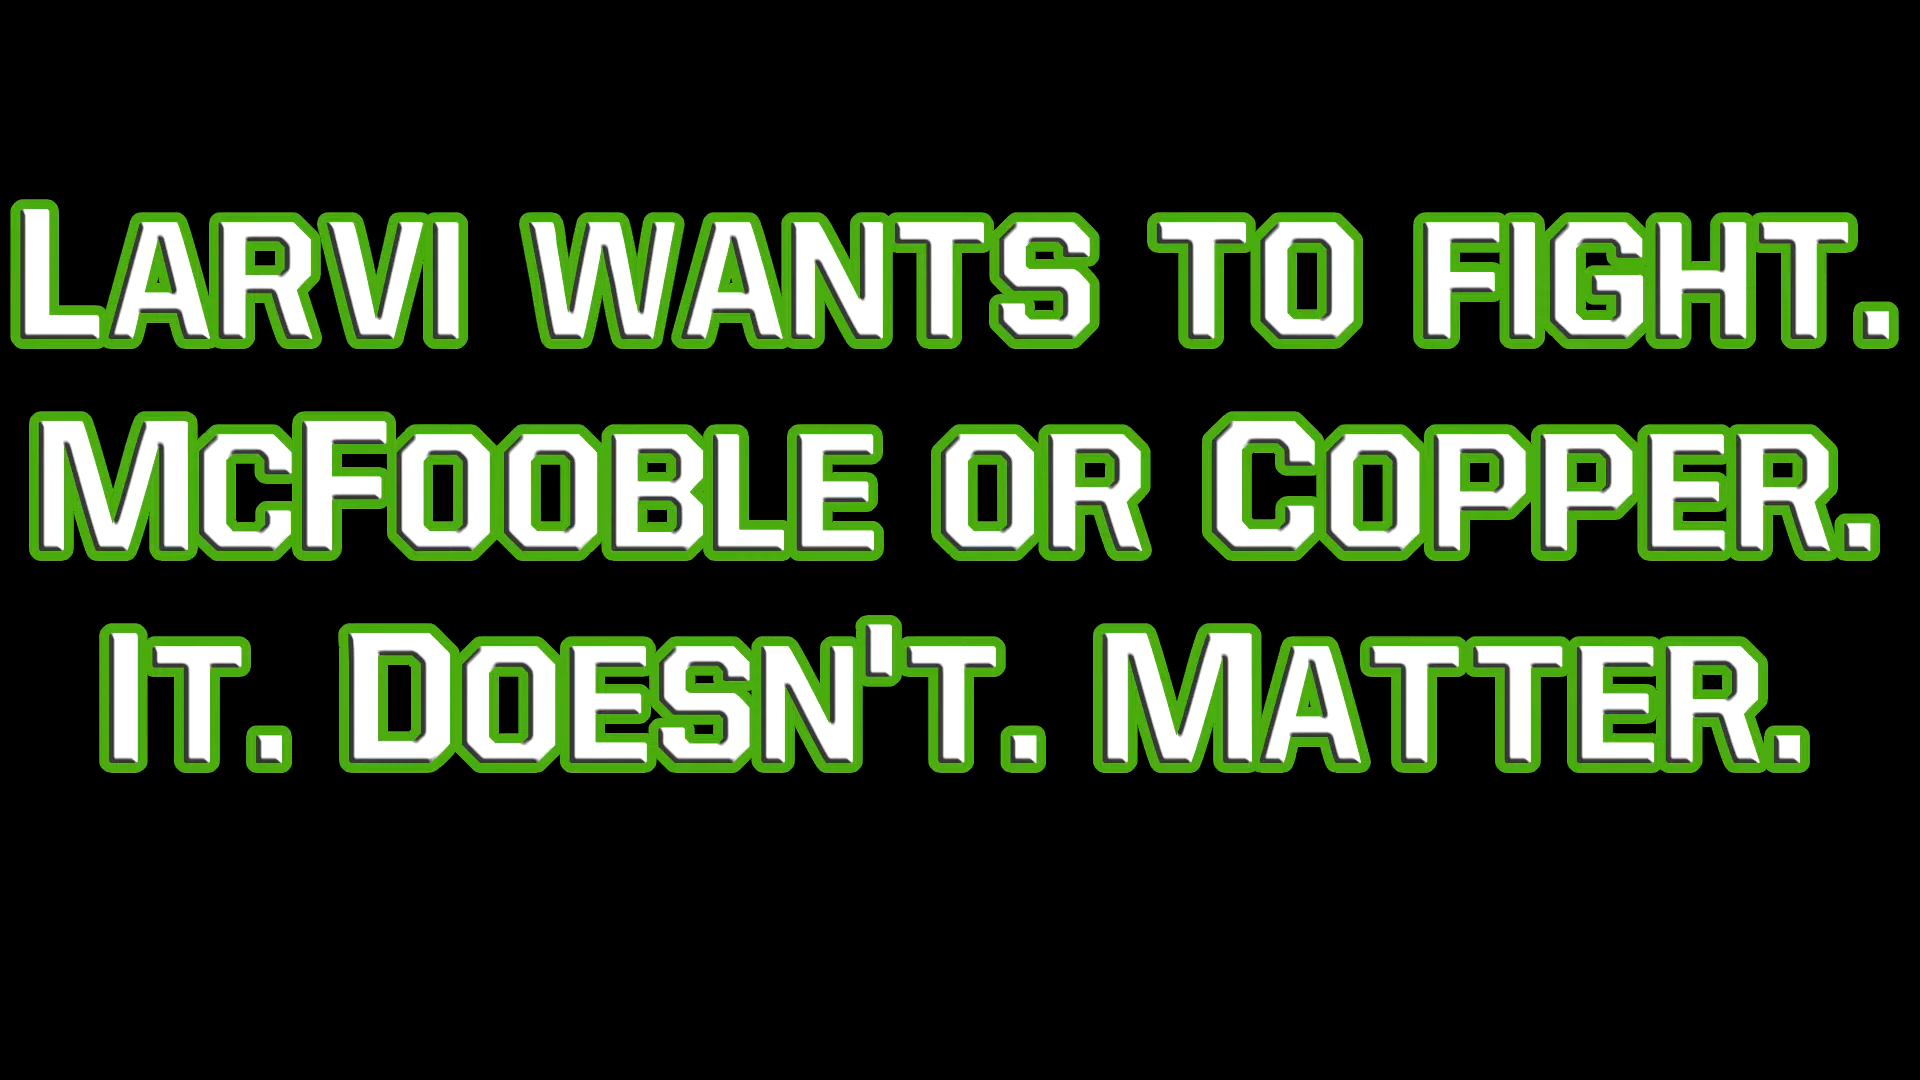 Larvi wants to fight.
McFooble or Copper.
It. Doesn't. Matter.